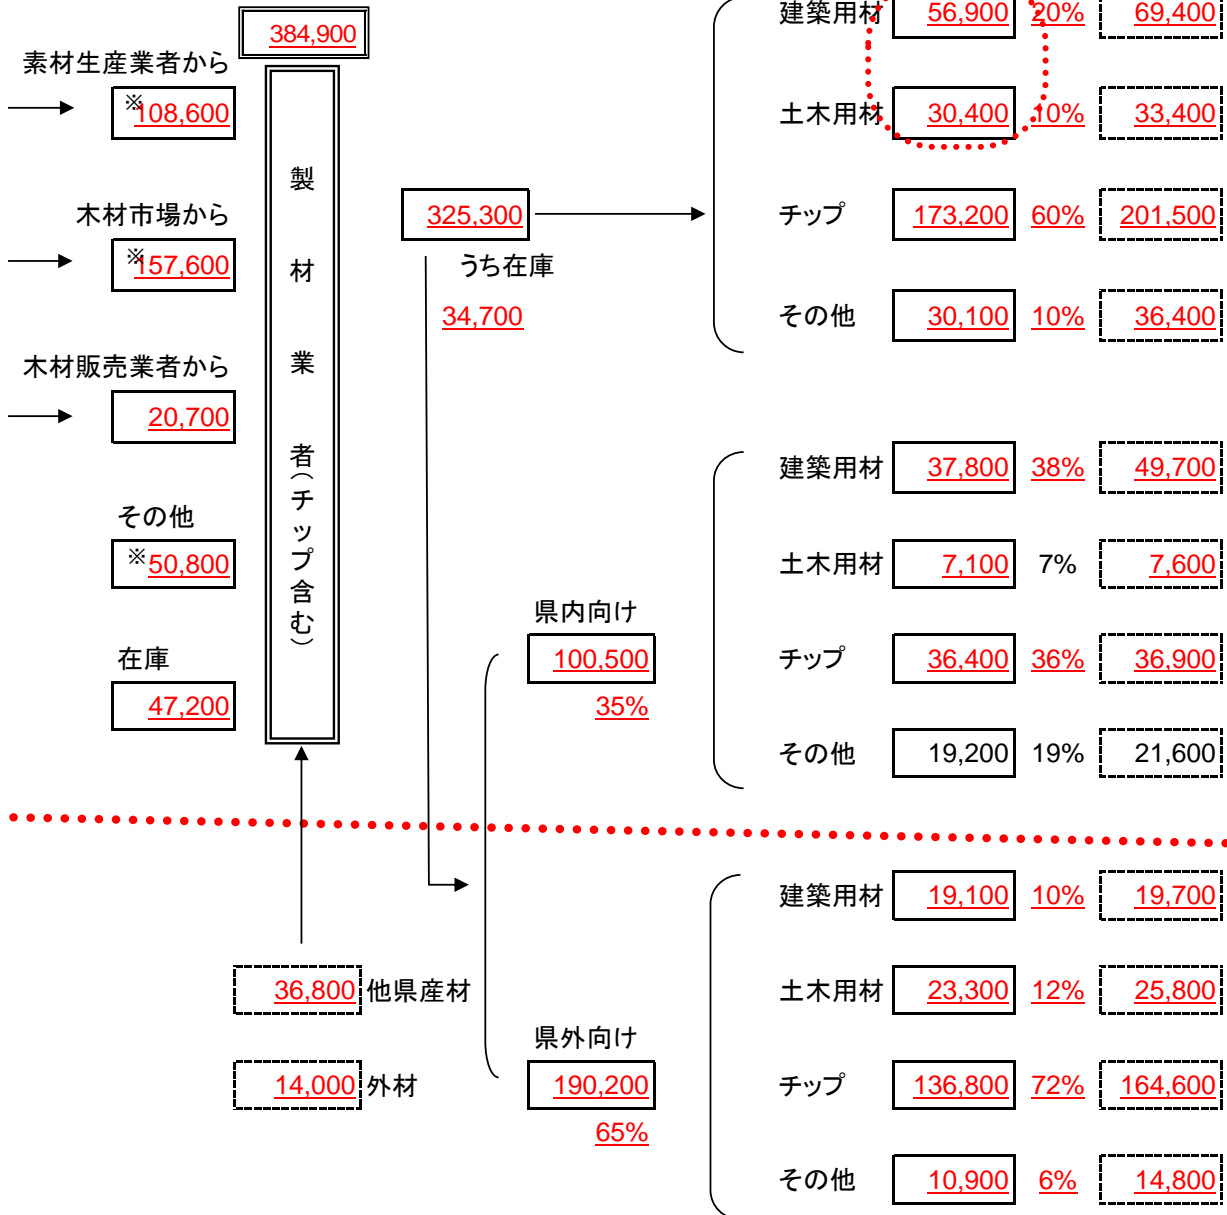 384,900
素材生産業者から
※108,600
木材市場から
※157,600
木材販売業者から
20,700
その他
※50,800
在庫
47,200
製材業者(チップ含む)
36,800 他県産材
14,000 外材
325,300
うち在庫
34,700
県内向け
100,500
35%
県外向け
190,200
65%
建築用材 56,900 20% 69,400
土木用材 30,400 10% 33,400
チップ 173,200 60% 201,500
その他 30,100 10% 36,400
建築用材 37,800 38% 49,700
土木用材 7,100 7% 7,600
チップ 36,400 36% 36,900
その他 19,200 19% 21,600
建築用材 19,100 10% 19,700
土木用材 23,300 12% 25,800
チップ 136,800 72% 164,600
その他 10,900 6% 14,800